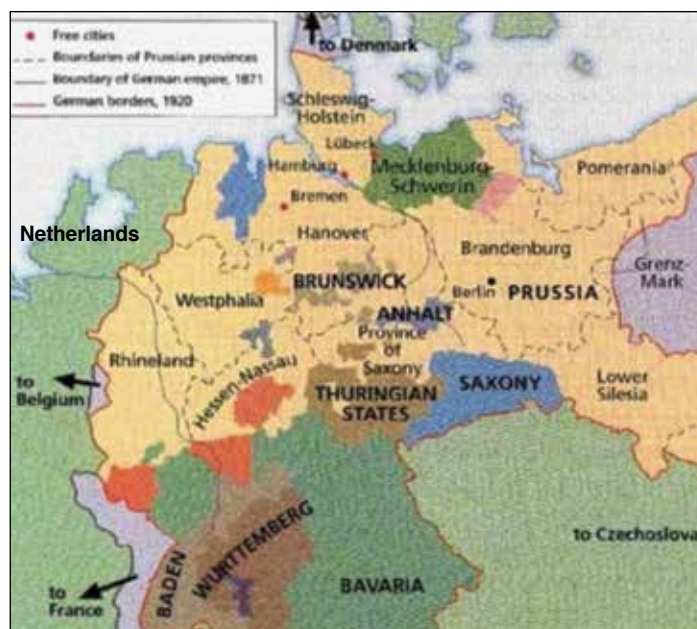 Free cities
Boundaries of Prussian provinces
Boundary of German empire, 1871
German borders, 1920
to Denmark
Schleswig-
Holstein
Lübeck
Hamburg
Mecklenburg-
Schwerin
Pomerania
Bremen
Netherlands
Hanover
Brandenburg
Grenz-
Mark
BRUNSWICK
Berlin
PRUSSIA
Westphalia
ANHALT
Province
of
Saxony
Rhineland
Hessen-Nassau
to
Belgium
THURINGIAN
STATES
SAXONY
Lower
Silesia
WURTTEMBERG
to Czechoslova
BADEN
BAVARIA
to
France